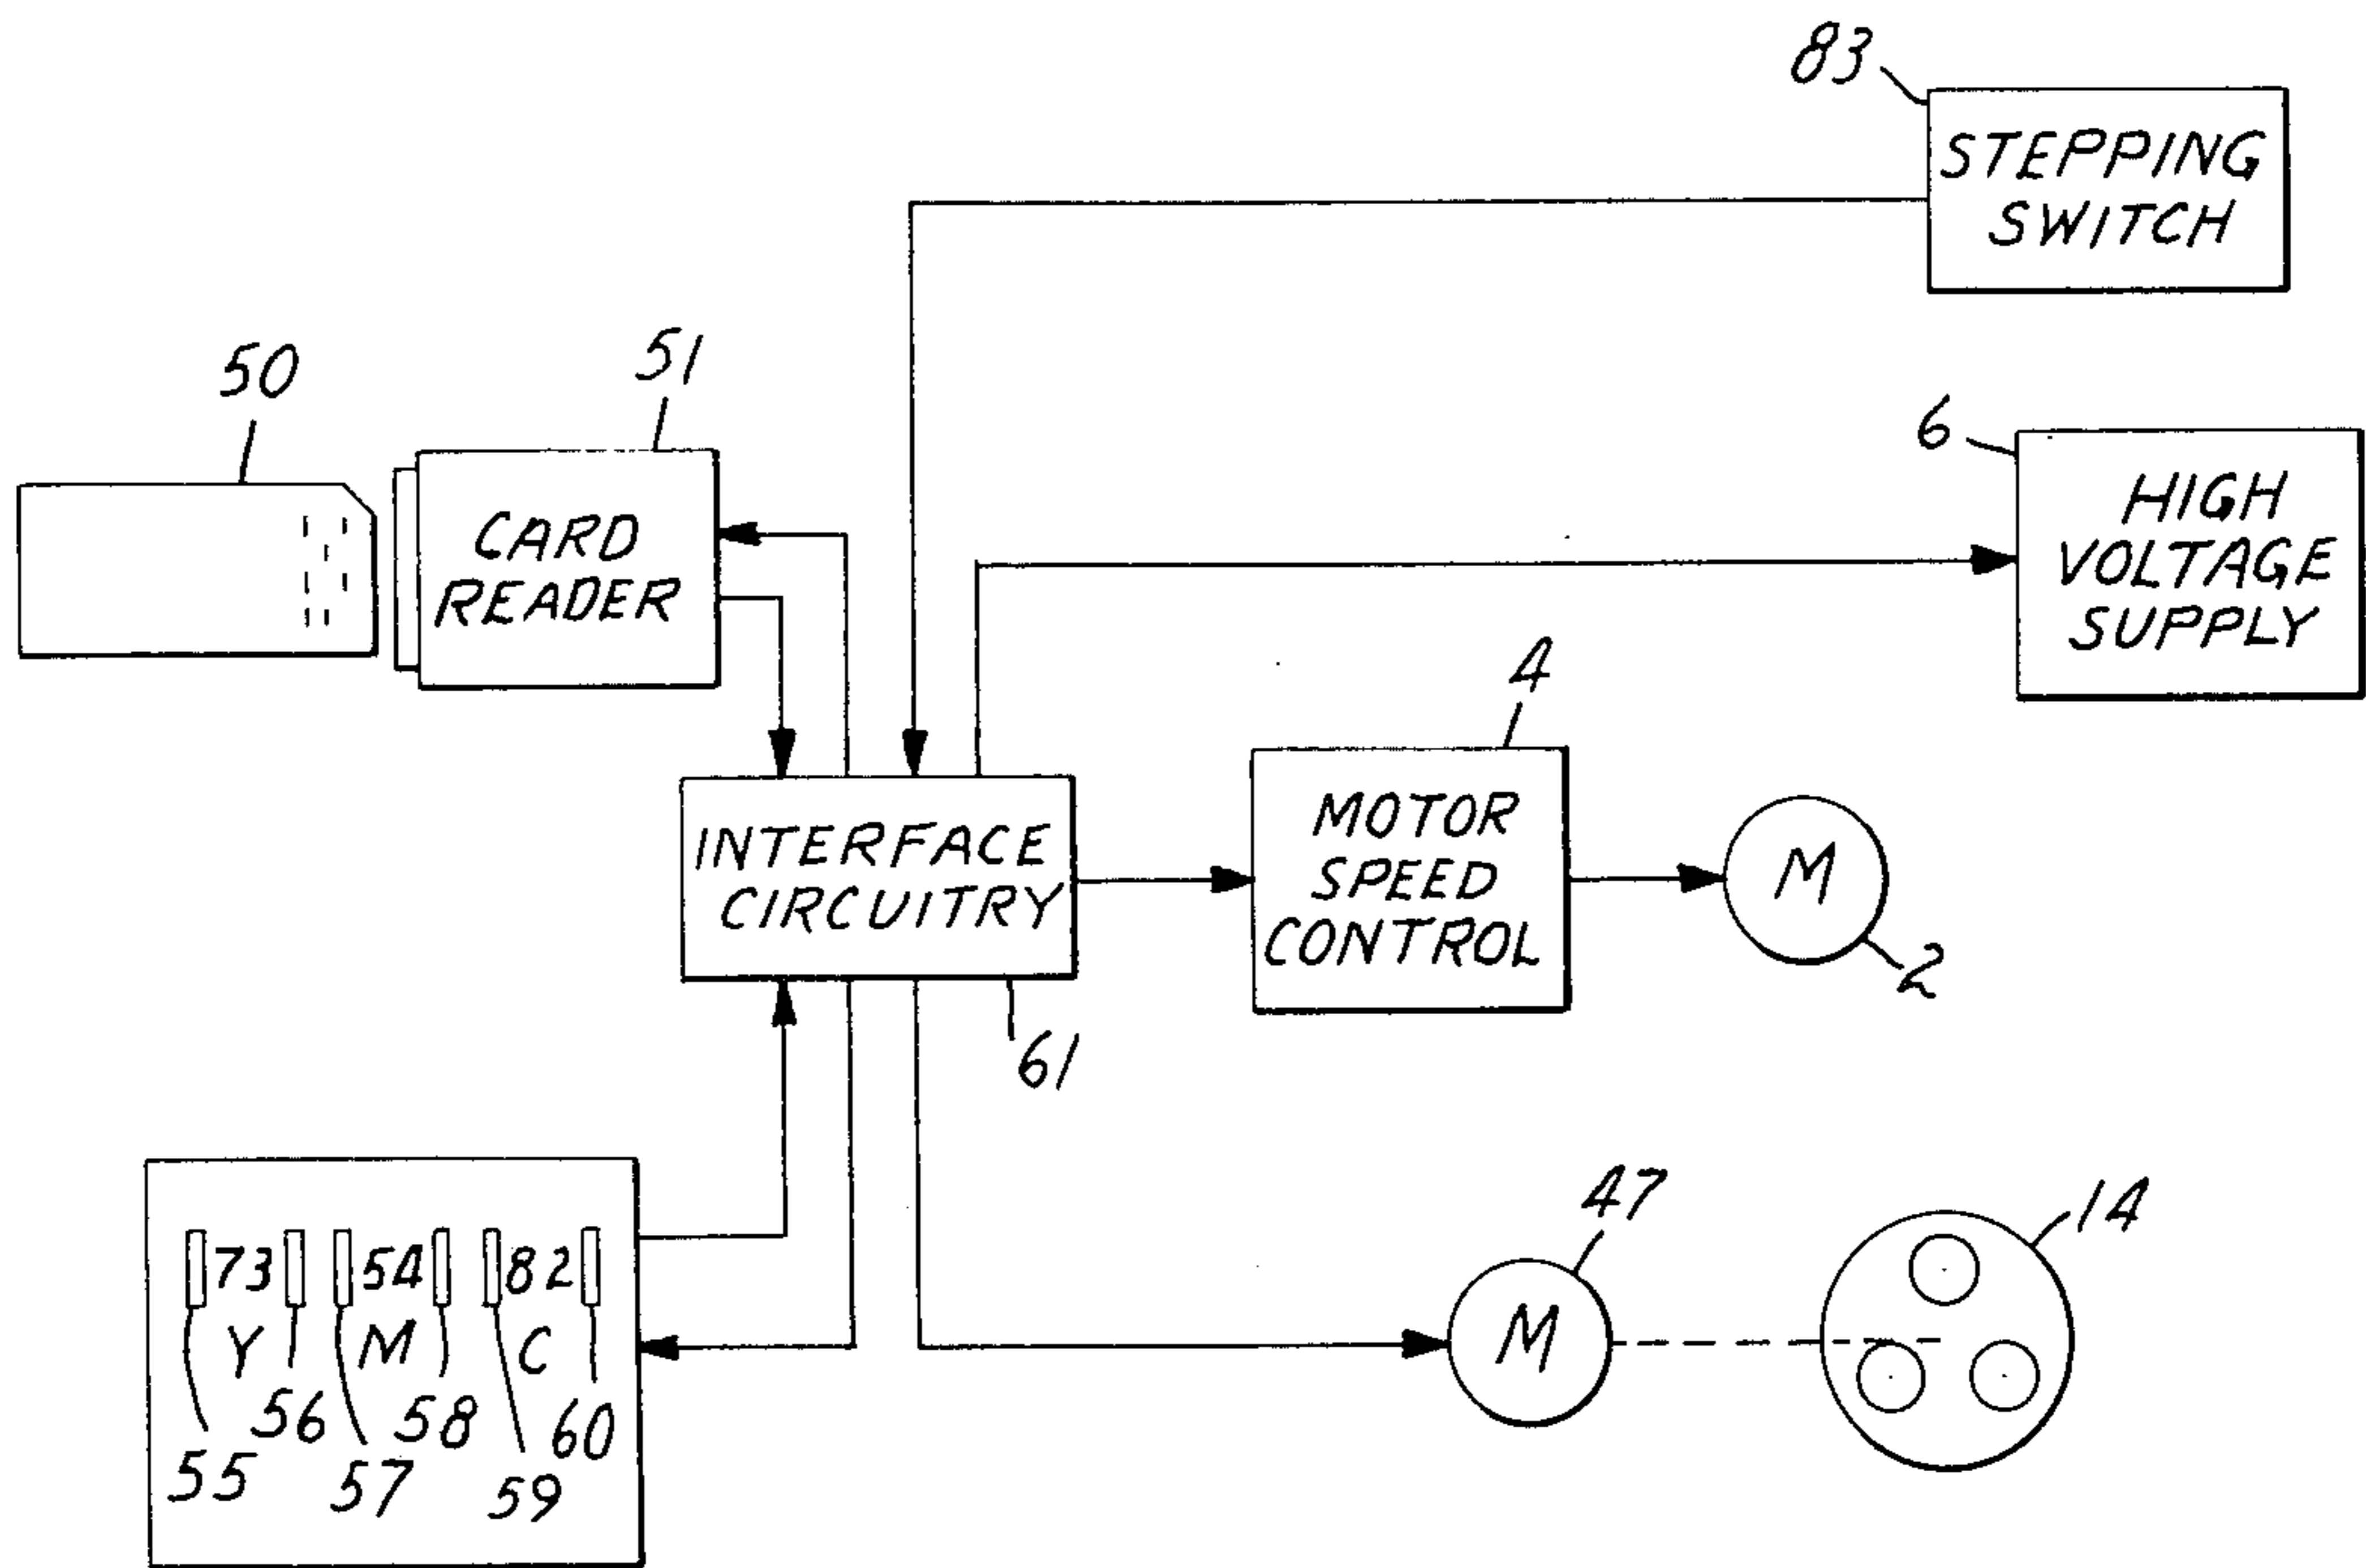 83
STEPPING
SWITCH
50
51
CARD
READER
6
HIGH
VOLTAGE
SUPPLY
4
INTERFACE
CIRCUITRY
61
MOTOR
SPEED
CONTROL
M
2
73 54 82
Y M C
55 56 57 58 59 60
47
M
14